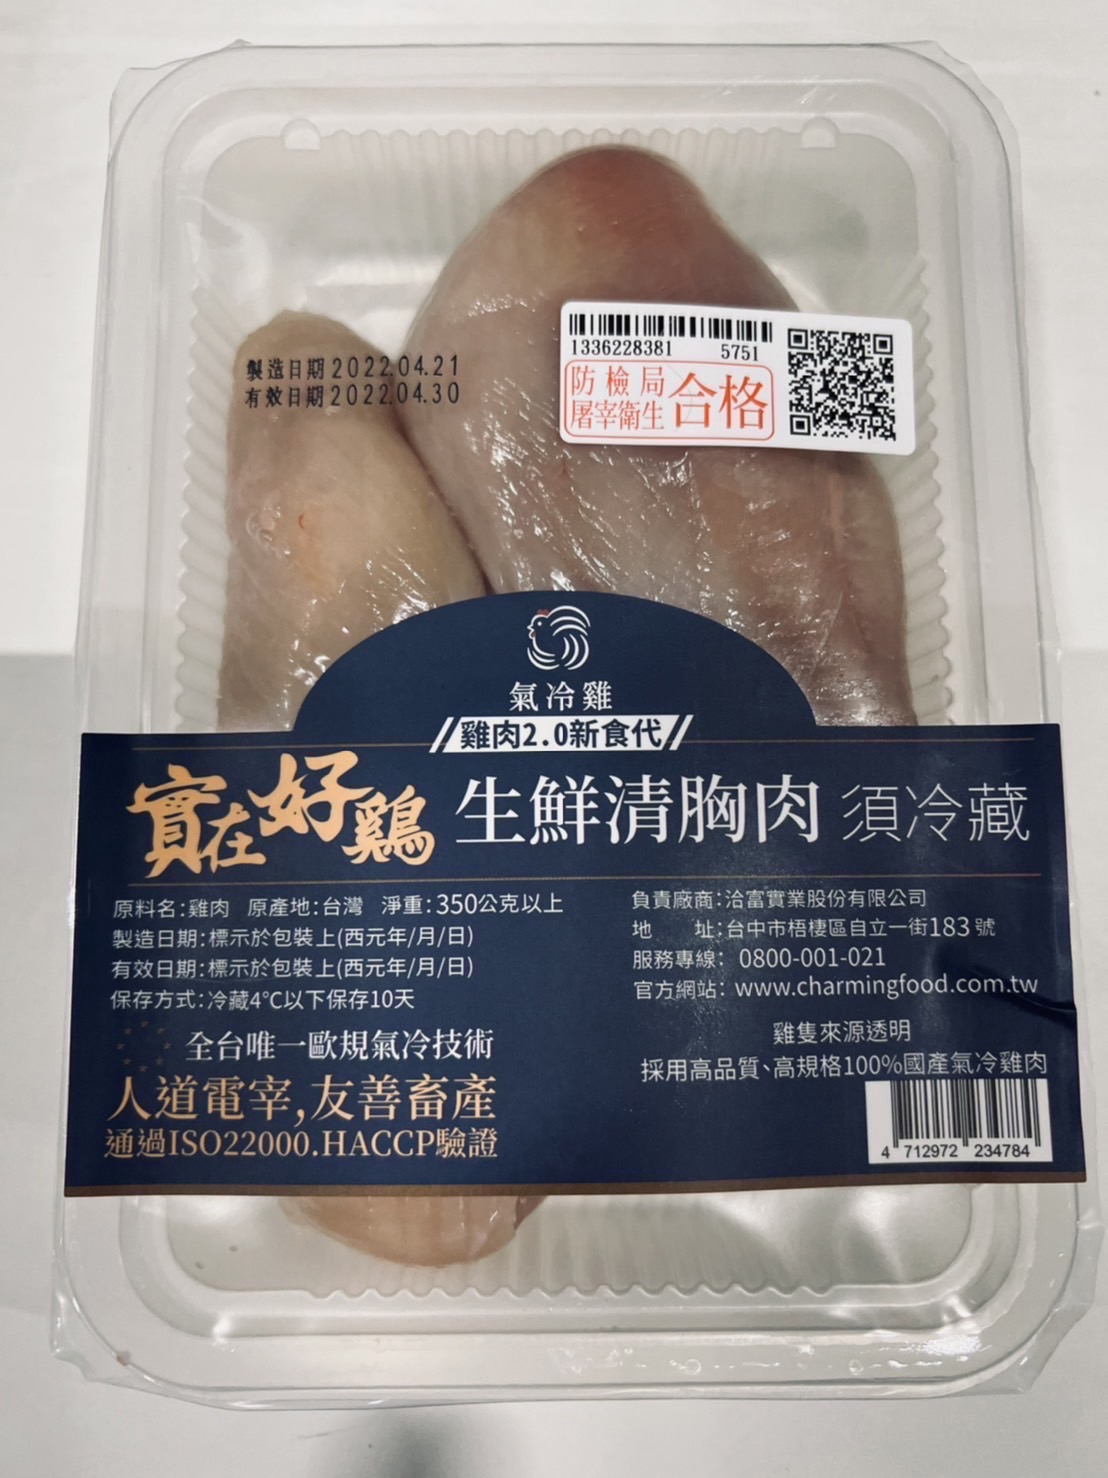 製造日期 2022.04.21
有效日期 2022.04.30
1336228381 5751
防檢局
屠宰衛生
合格
氣冷雞
雞肉2.0新食代
實在好鷄
生鮮清胸肉 須冷藏
原料名:雞肉 原產地:台灣 淨重:350公克以上
製造日期:標示於包裝上(西元年/月/日)
有效日期:標示於包裝上(西元年/月/日)
保存方式:冷藏4°C以下保存10天
全台唯一歐規氣冷技術
人道電宰,友善畜產
通過ISO22000.HACCP驗證
負責廠商:洽富實業股份有限公司
地 址:台中市梧棲區自立一街183號
服務專線: 0800-001-021
官方網站: www.charmingfood.com.tw
雞隻來源透明
採用高品質、高規格100%國產氣冷雞肉
4 712972 234784